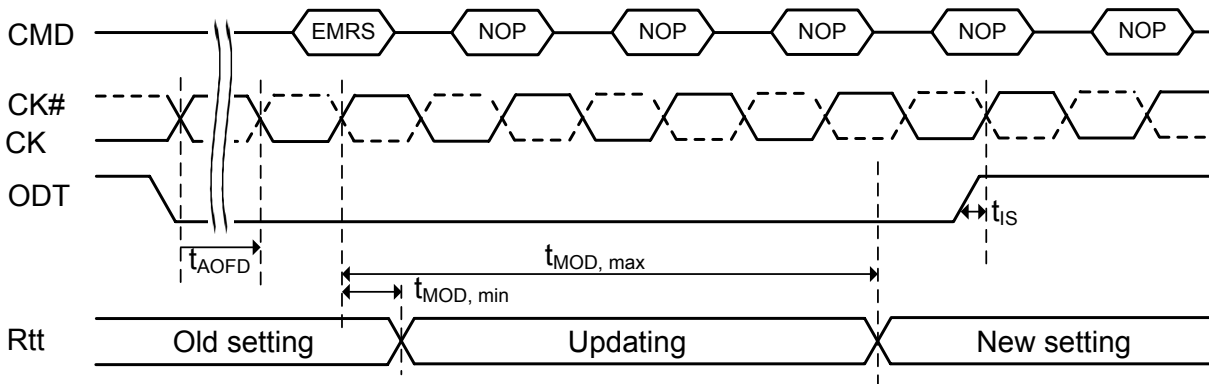 CMD EMRS NOP NOP NOP NOP NOP
CK#
CK
ODT
tIS
tAOFD
tMOD, max
tMOD, min
Rtt Old setting Updating New setting